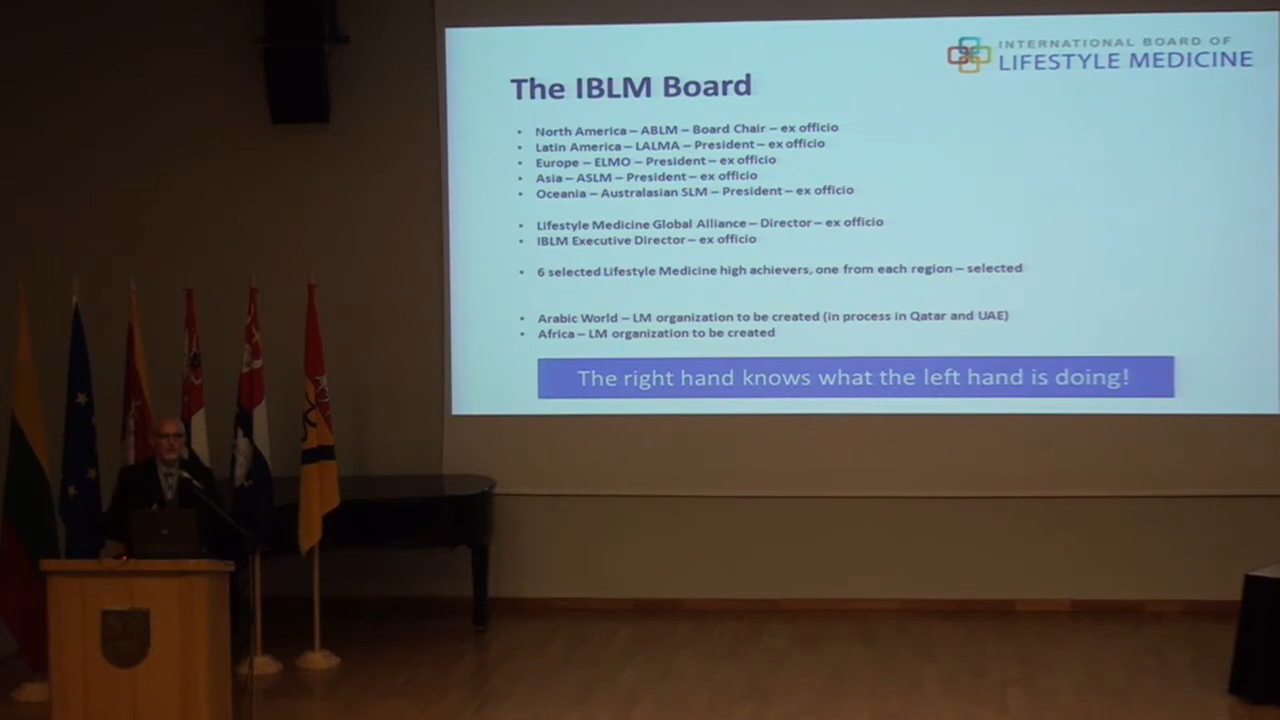 INTERNATIONAL BOARD OF
LIFESTYLE MEDICINE
The IBLM Board
• North America – ABLM – Board Chair – ex officio
• Latin America – LALMA – President – ex officio
• Europe – ELMO – President – ex officio
• Asia – ASLM – President – ex officio
• Oceania – Australasian SLM – President – ex officio
• Lifestyle Medicine Global Alliance – Director – ex officio
• IBLM Executive Director – ex officio
• 6 selected Lifestyle Medicine high achievers, one from each region – selected
• Arabic World – LM organization to be created (in process in Qatar and UAE)
• Africa – LM organization to be created
The right hand knows what the left hand is doing!